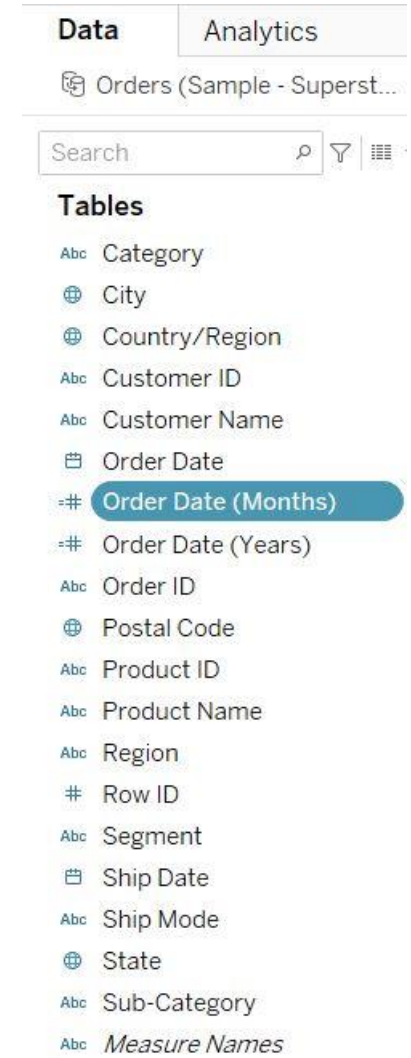 Data Analytics
Orders (Sample - Superst...
Search
Tables
Abc Category
City
Country/Region
Abc Customer ID
Abc Customer Name
Order Date
=# Order Date (Months)
=# Order Date (Years)
Abc Order ID
Postal Code
Abc Product ID
Abc Product Name
Abc Region
# Row ID
Abc Segment
Ship Date
Abc Ship Mode
State
Abc Sub-Category
Abc Measure Names